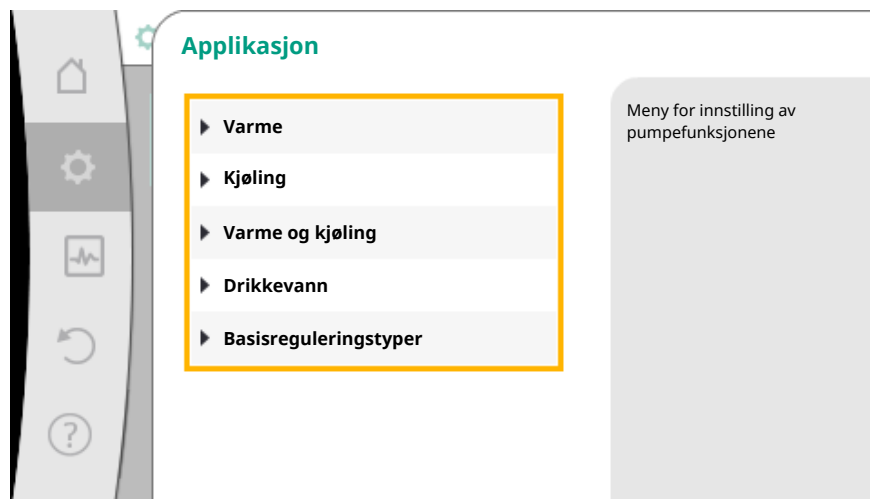 Applikasjon
Varme
Kjøling
Varme og kjøling
Drikkevann
Basisreguleringstyper
Meny for innstilling av
pumpefunksjonene
?